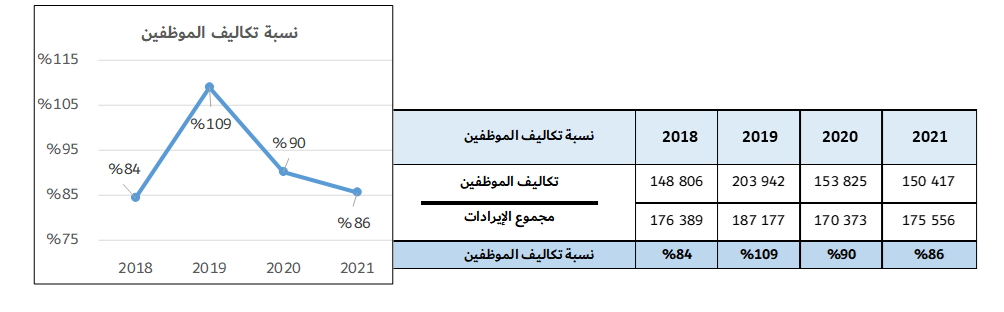 نسبة تكاليف الموظفين
%115
%105
%95
%85
%75
%84
%109
%90
%86
2018 2019 2020 2021
نسبة تكاليف الموظفين 2018 2019 2020 2021
تكاليف الموظفين 148 806 203 942 153 825 150 417
مجموع الإيرادات 176 389 187 177 170 373 175 556
نسبة تكاليف الموظفين %84 %109 %90 %86